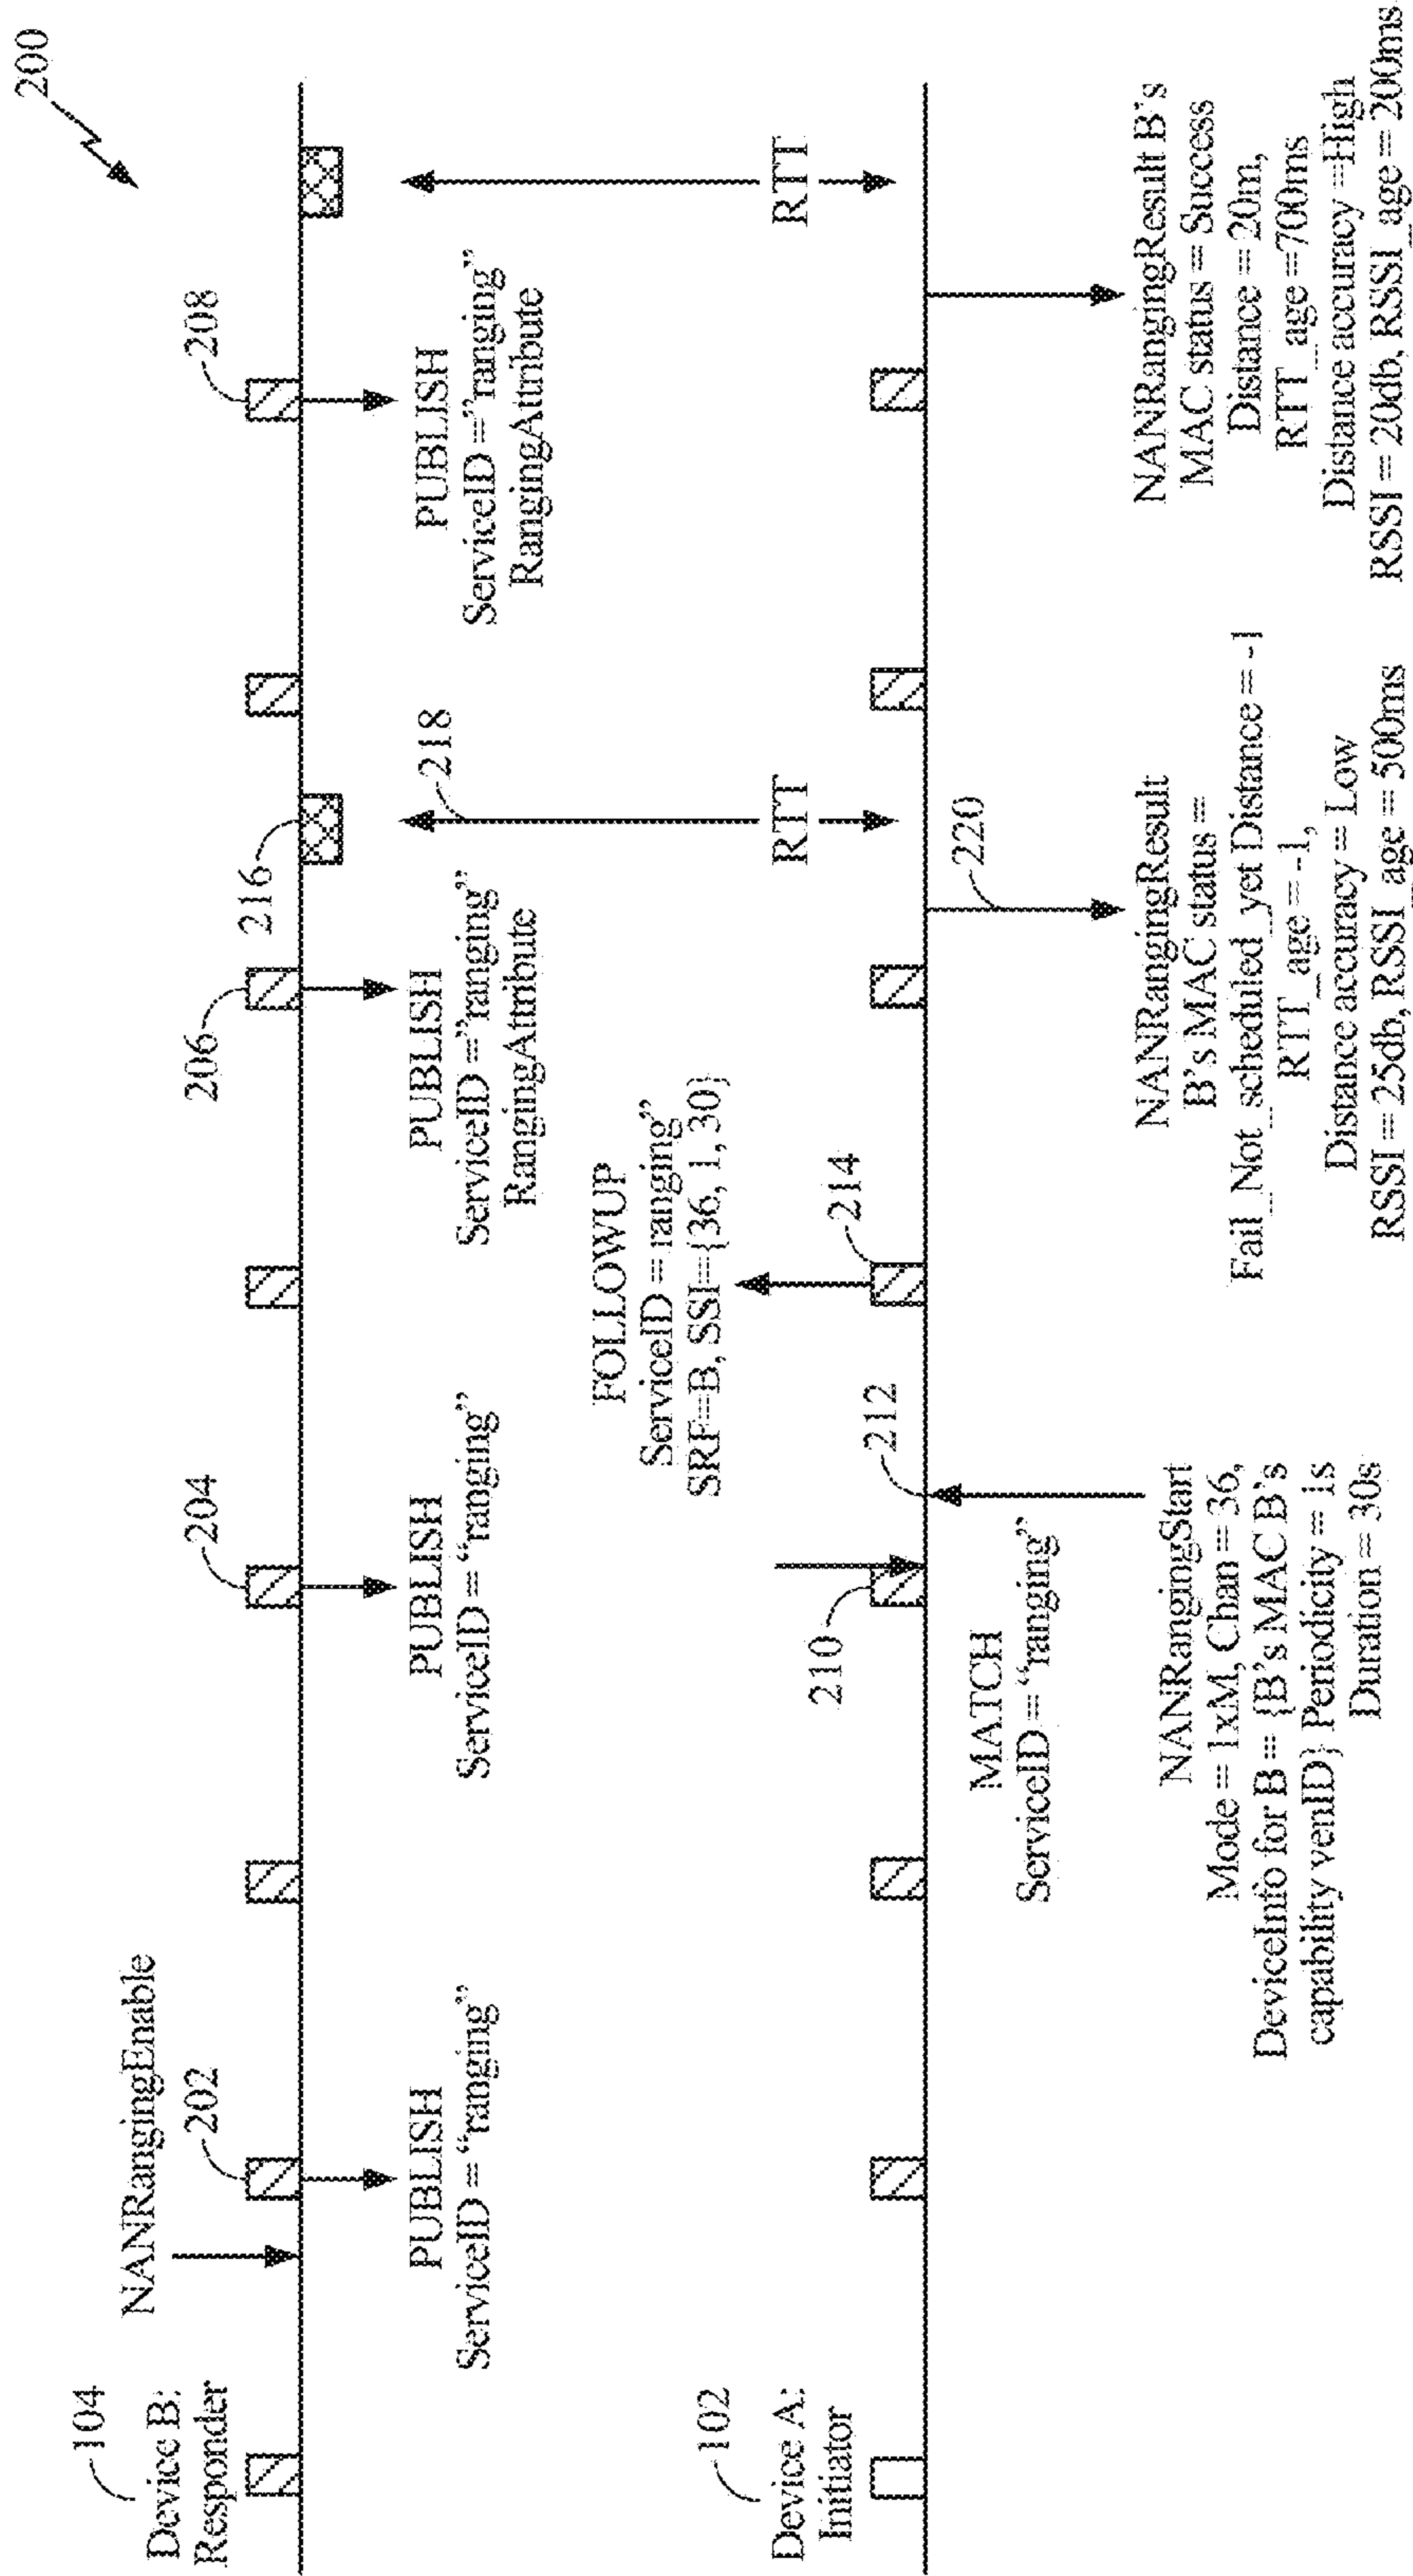 200
104
Device B:
Responder
NANRangingEnable
202
PUBLISH
ServiceID = “ranging”
204
PUBLISH
ServiceID = “ranging”
206
PUBLISH
ServiceID =”ranging”
RangingAttribute
216
218
RTT
208
PUBLISH
ServiceID =”ranging”
RangingAttribute
RTT
102
Device A:
Initiator
210
MATCH
ServiceID = “ranging”
212
NANRangingStart
Mode = 1xM, Chan = 36,
DeviceInfo for B = {B’s MAC B’s
capability venID} Periodicity = 1s
Duration = 30s
FOLLOWUP
ServiceID = ranging”
SRF=B, SSI={36, 1, 30}
214
220
NANRangingResult
B’s MAC status =
Fail_Not_scheduled_yet Distance = -1
RTT_age = -1,
Distance accuracy = Low
RSSI = 25db, RSSI_age = 500ms
NANRangingResult B’s
MAC status = Success
Distance = 20m,
RTT_age =700ms
Distance accuracy =High
RSSI = 20db, RSSI_age = 200ms